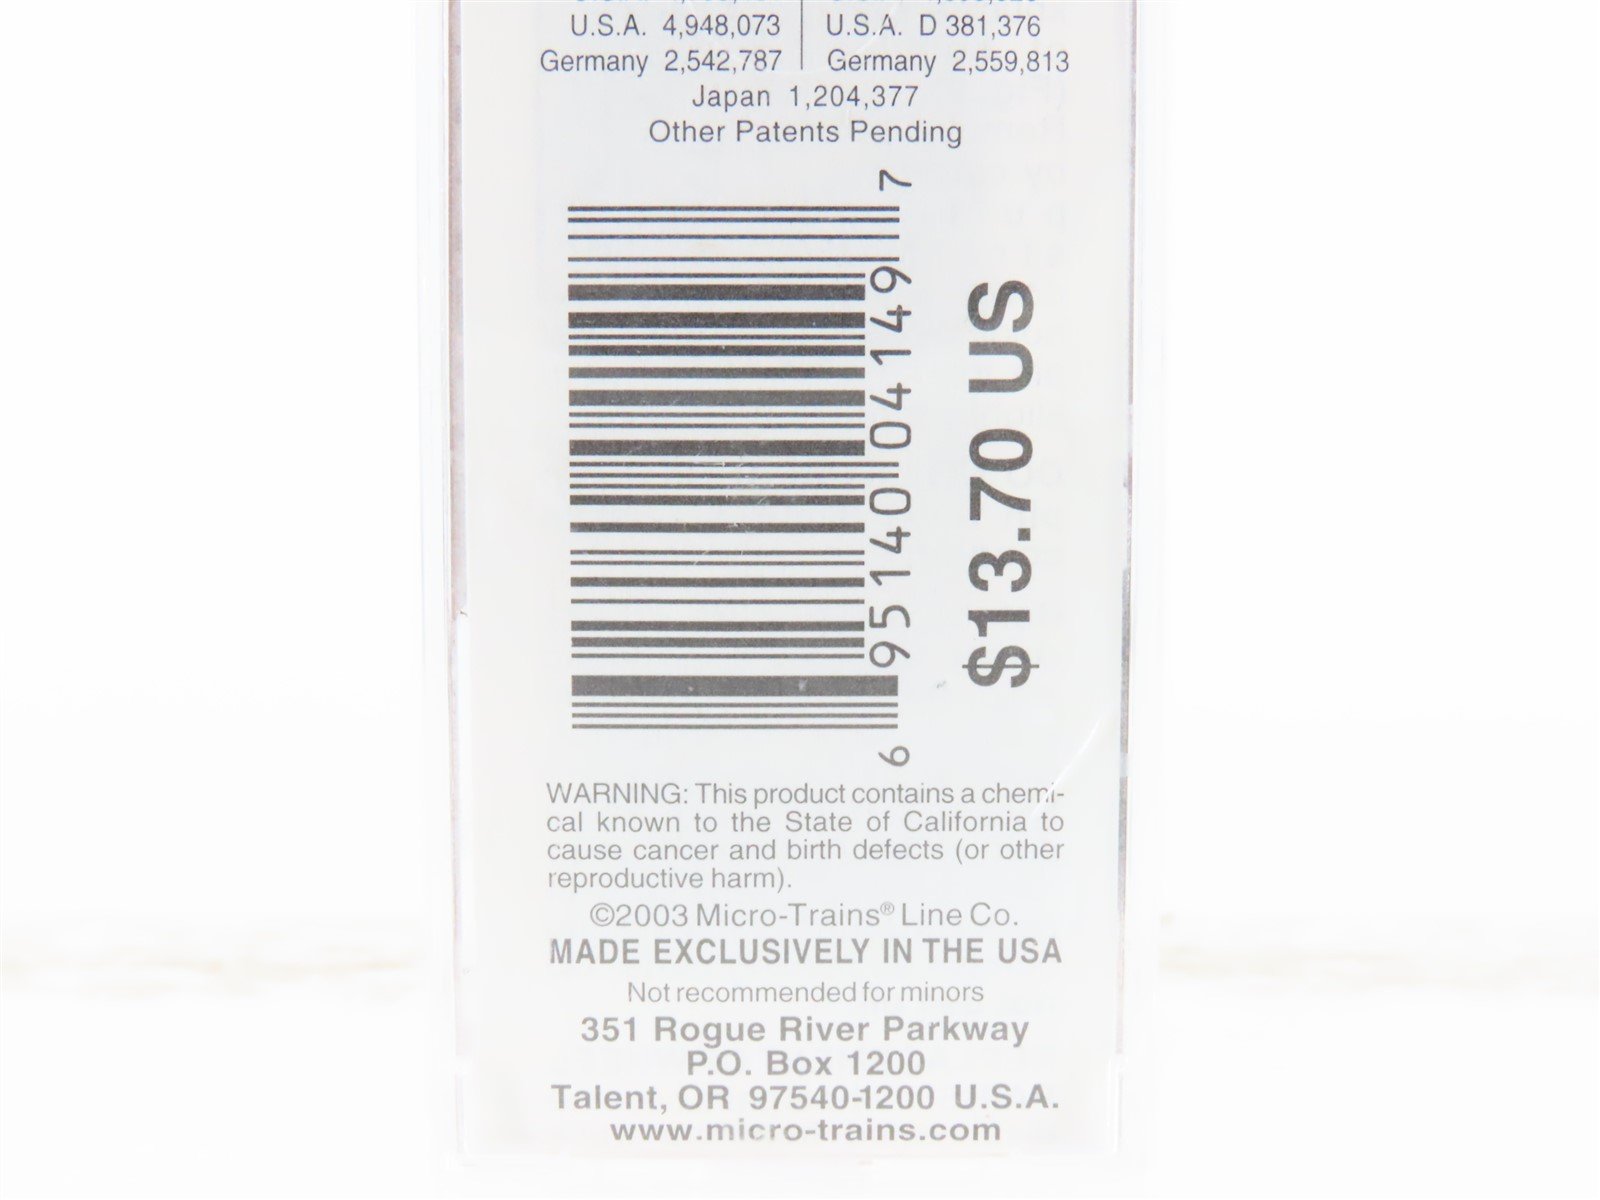 U.S.A. 4,948,073 | U.S.A. D 381,376
Germany 2,542,787 | Germany 2,559,813
Japan 1,204,377
Other Patents Pending
6 95140 04149 7
$13.70 US
WARNING: This product contains a chemi-
cal known to the State of California to
cause cancer and birth defects (or other
reproductive harm).
©2003 Micro-Trains® Line Co.
MADE EXCLUSIVELY IN THE USA
Not recommended for minors
351 Rogue River Parkway
P.O. Box 1200
Talent, OR 97540-1200 U.S.A.
www.micro-trains.com